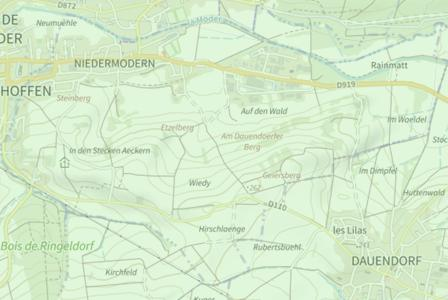 D872
DE
DER
Neumuehle
la Moder
NIEDERMODERN
Rainmatt
HOFFEN
Steinberg
D919
Auf den Wald
Im Woeldel
Etzelberg
Am Dauendoerfer
Berg
In den Stecken Aeckern
Im Dimpfel
Geiersberg
Wiedy
262
Huttenwald
D110
Hirschlaenge
les Lilas
Bois de Ringeldorf
Rubertsbuehl
DAUENDORF
Kirchfeld